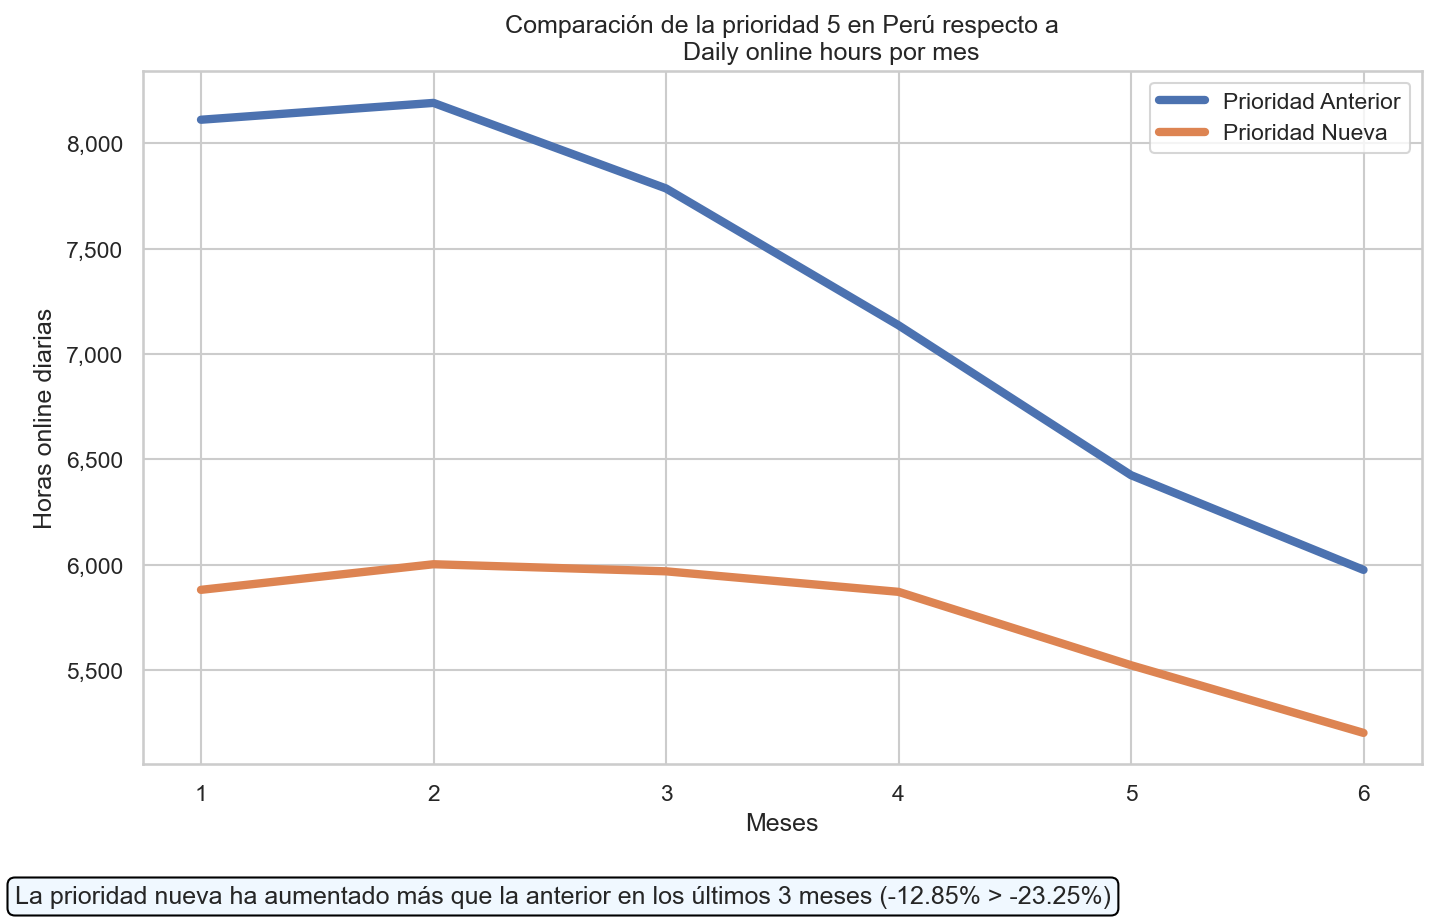 Comparación de la prioridad 5 en Perú respecto a
Daily online hours por mes
Prioridad Anterior
Prioridad Nueva
Horas online diarias
8,000
7,500
7,000
6,500
6,000
5,500
1 2 3 4 5 6
Meses
La prioridad nueva ha aumentado más que la anterior en los últimos 3 meses (-12.85% > -23.25%)